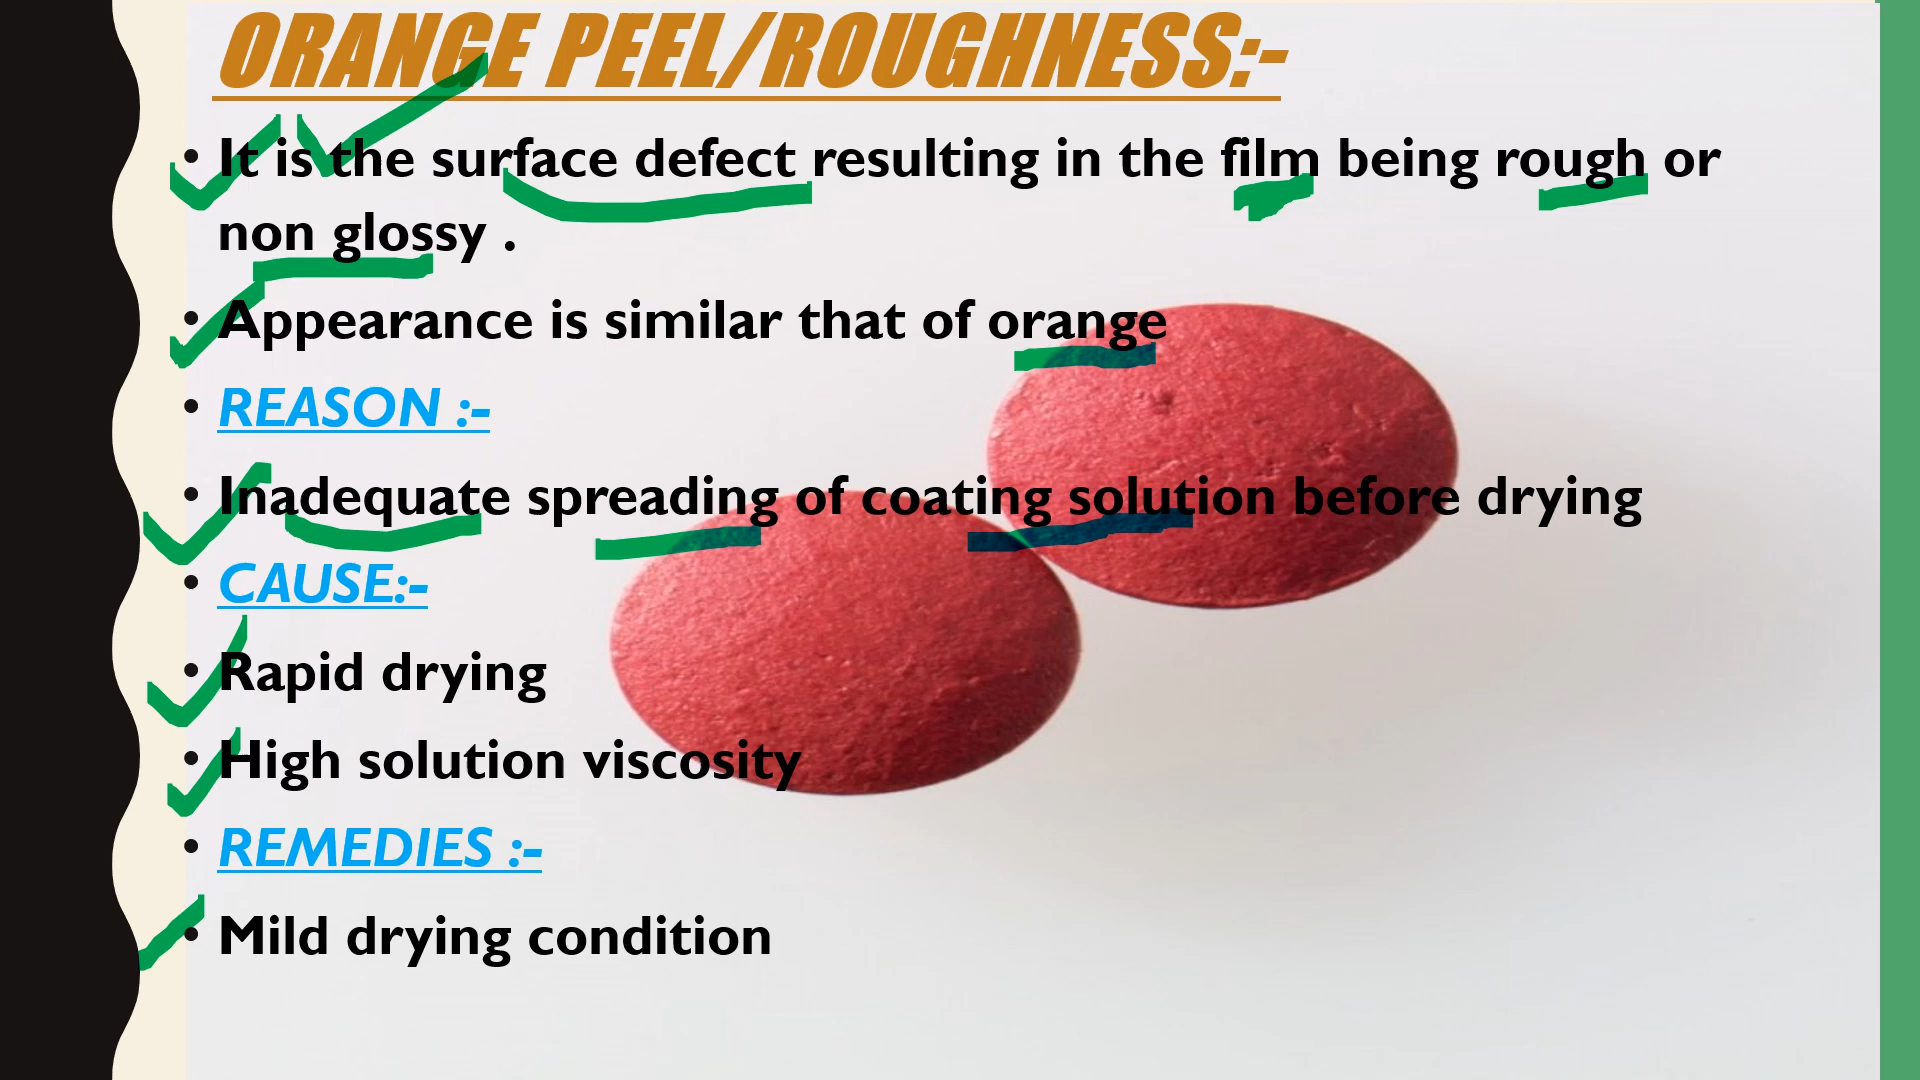 ORANGE PEEL/ROUGHNESS:-
• It is the surface defect resulting in the film being rough or
non glossy .
• Appearance is similar that of orange
• REASON :-
• Inadequate spreading of coating solution before drying
• CAUSE:-
• Rapid drying
• High solution viscosity
• REMEDIES :-
• Mild drying condition